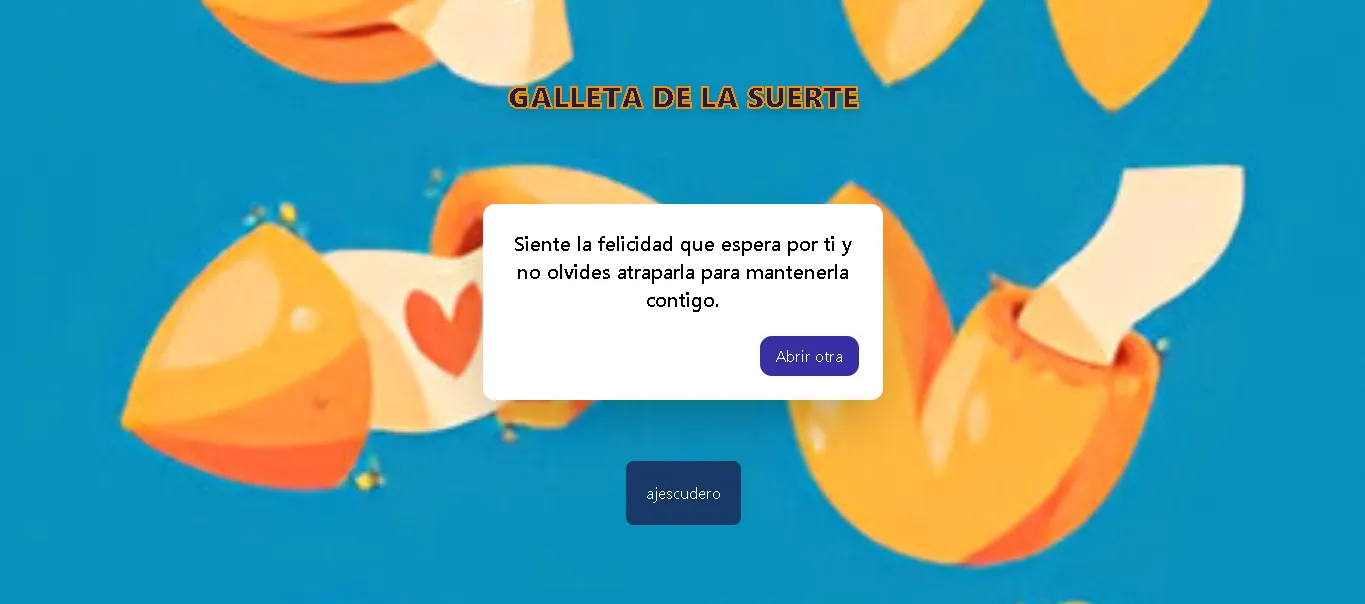 GALLETA DE LA SUERTE
Siente la felicidad que espera por ti y
no olvides atraparla para mantenerla
contigo.
Abrir otra
ajescudero